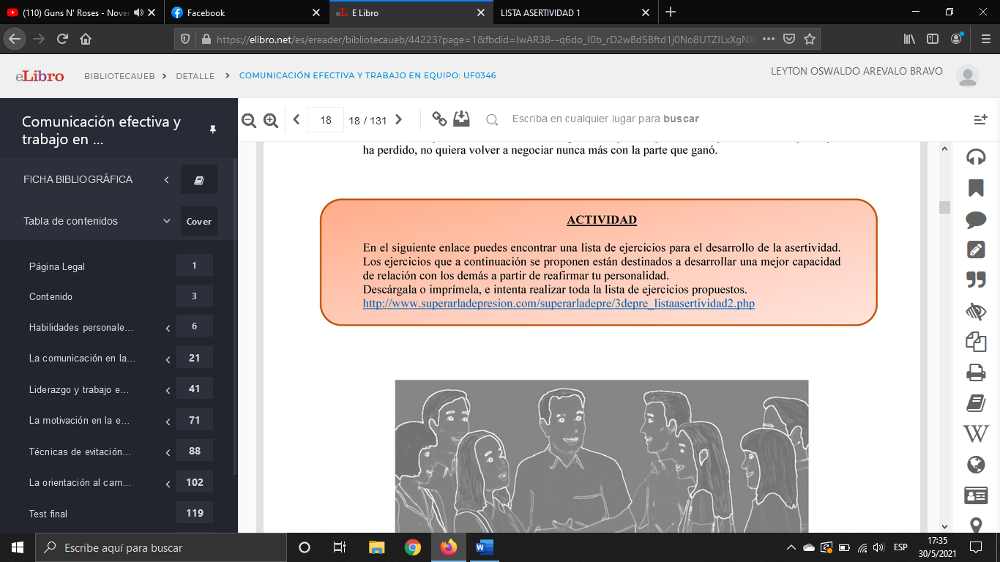 (110) Guns N' Roses - Nover
Facebook
eL E Libro
LISTA ASERTIVIDAD 1
https://elibro.net/es/ereader/bibliotecaueb/44223?page=1&fbclid=IwAR38--q6do_I0b_rD2wBd5Bftd1j0No8UTZILxXgNX
eLibro
BIBLIOTECAUEB > DETALLE > COMUNICACIÓN EFECTIVA Y TRABAJO EN EQUIPO: UF0346
LEYTON OSWALDO AREVALO BRAVO
Comunicación efectiva y
trabajo en ...
18 18 / 131
Escriba en cualquier lugar para buscar
FICHA BIBLIOGRÁFICA
Tabla de contenidos Cover
Página Legal 1
Contenido 3
Habilidades personale... 6
La comunicación en la... 21
Liderazgo y trabajo e... 41
La motivación en la e... 71
Técnicas de evitación... 88
La orientación al cam... 102
Test final 119
ha perdido, no quiera volver a negociar nunca más con la parte que ganó.
ACTIVIDAD
En el siguiente enlace puedes encontrar una lista de ejercicios para el desarrollo de la asertividad.
Los ejercicios que a continuación se proponen están destinados a desarrollar una mejor capacidad
de relación con los demás a partir de reafirmar tu personalidad.
Descárgala o imprímela, e intenta realizar toda la lista de ejercicios propuestos.
http://www.superarladepresion.com/superarladepre/3depre_listaasertividad2.php
W
Escribe aquí para buscar
ESP
17:35
30/5/2021